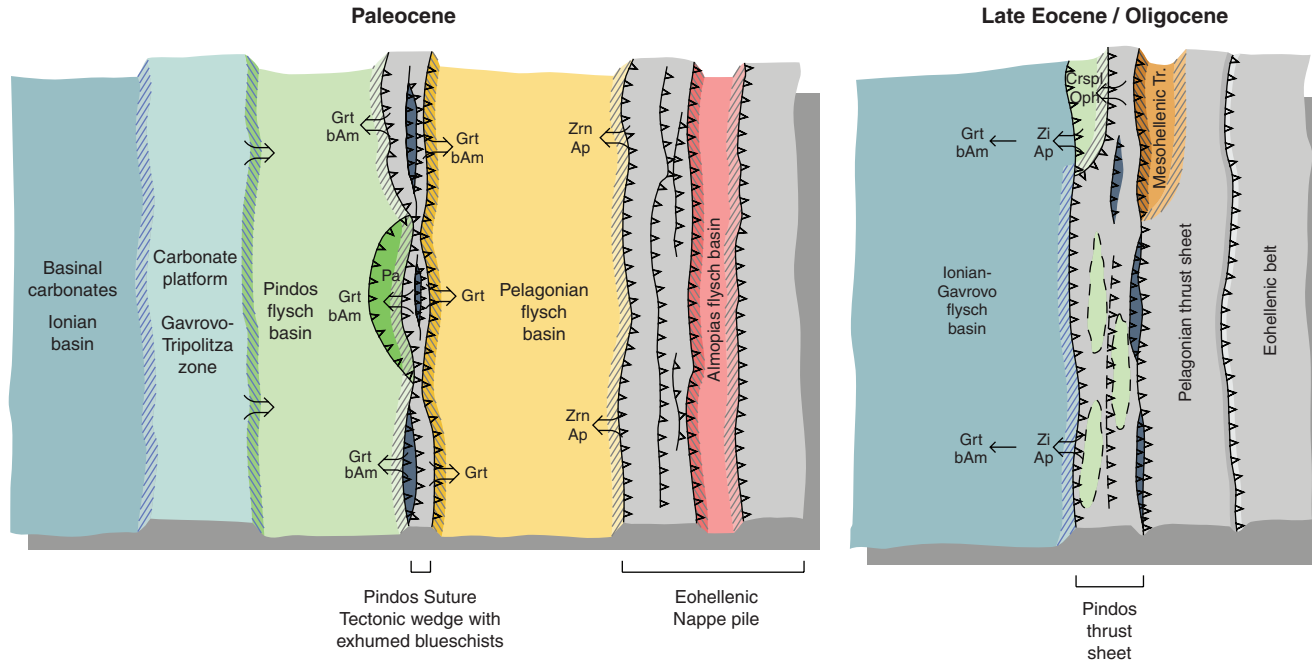 Paleocene
Late Eocene / Oligocene
Basinal
carbonates
Ionian
basin
Carbonate
platform
Gavrovo-
Tripolitza
zone
Pindos
flysch
basin
Grt
bAm
Grt
bAm
Pa
Grt
bAm
Grt
Grt
bAm
Grt
Pelagonian
flysch
basin
Zrn
Ap
Zrn
Ap
Almopias flysch basin
Pindos Suture
Tectonic wedge with
exhumed blueschists
Eohellenic
Nappe pile
Crspl
Oph
Mesohellenic Tr.
Grt
bAm
Zi
Ap
Ionian-
Gavrovo
flysch
basin
Pelagonian thrust sheet
Eohellenic belt
Grt
bAm
Zi
Ap
Pindos
thrust
sheet